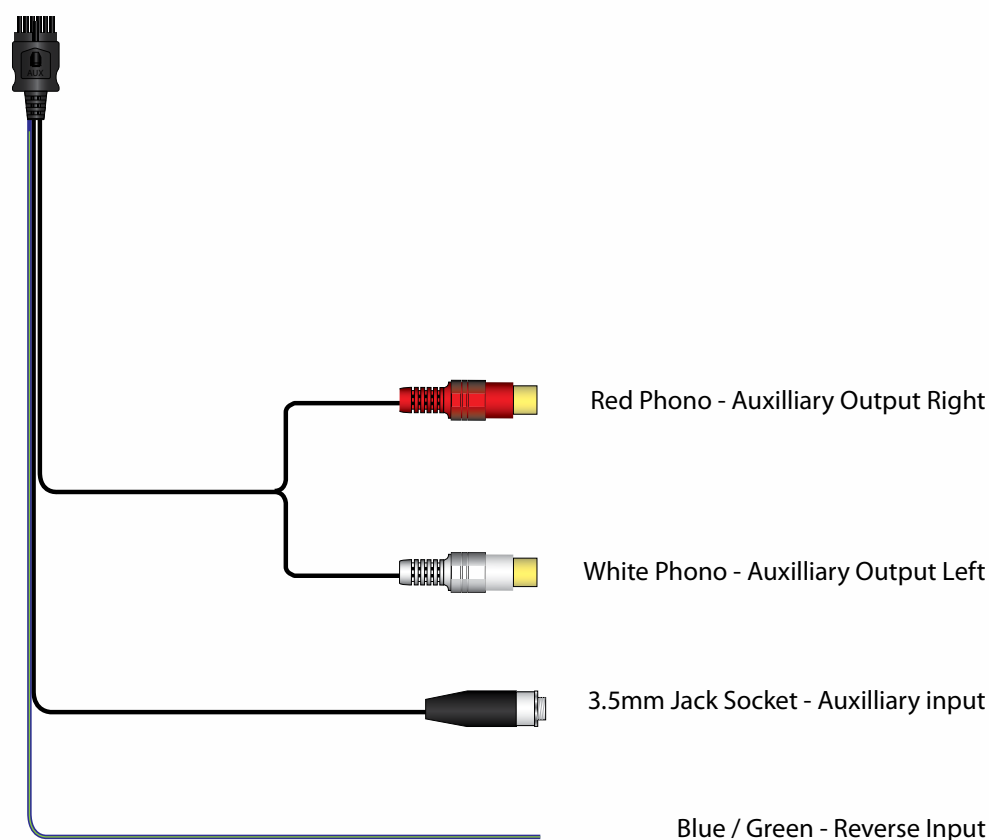 AUX
Red Phono - Auxilliary Output Right
White Phono - Auxilliary Output Left
3.5mm Jack Socket - Auxilliary input
Blue / Green - Reverse Input